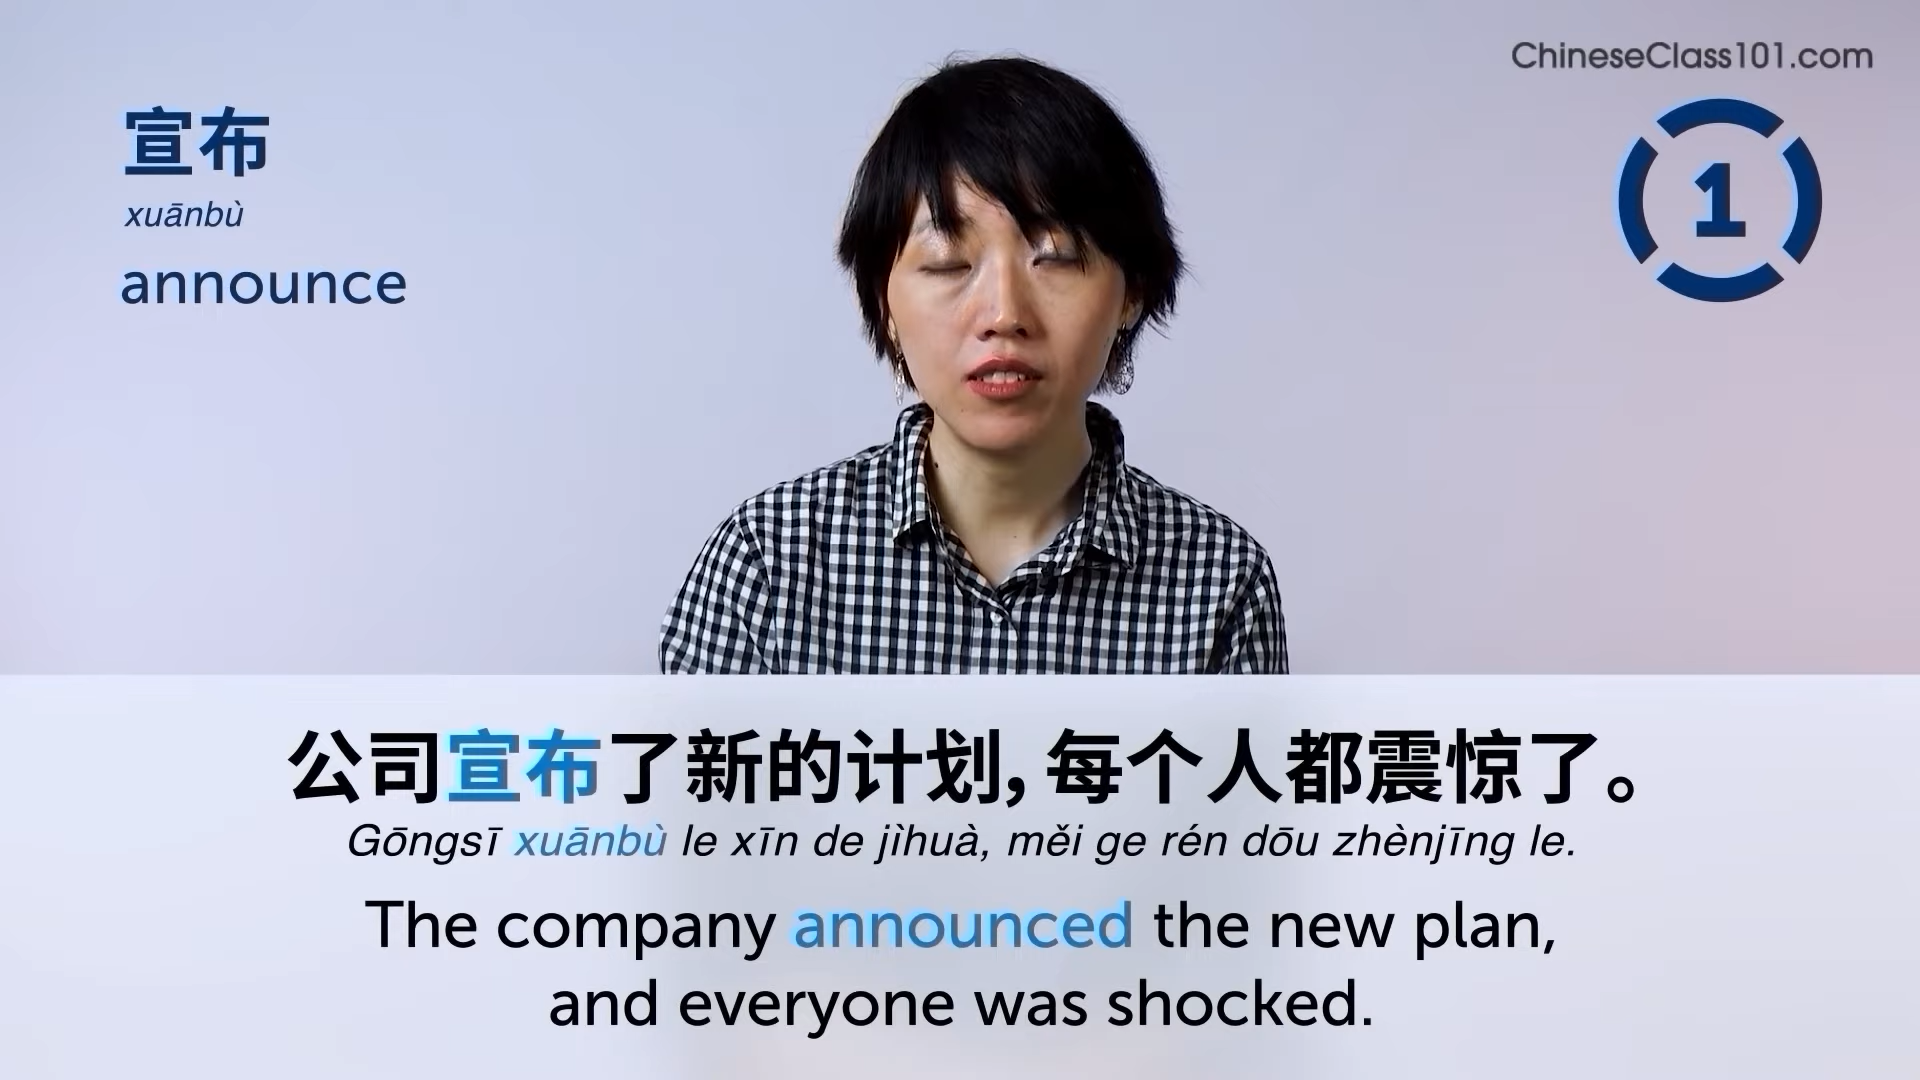 ChineseClass101.com
宣布
xuānbù
announce
1
公司宣布了新的计划，每个人都震惊了。
Gōngsī xuānbù le xīn de jìhuà, měi ge rén dōu zhènjīng le.
The company announced the new plan,
and everyone was shocked.